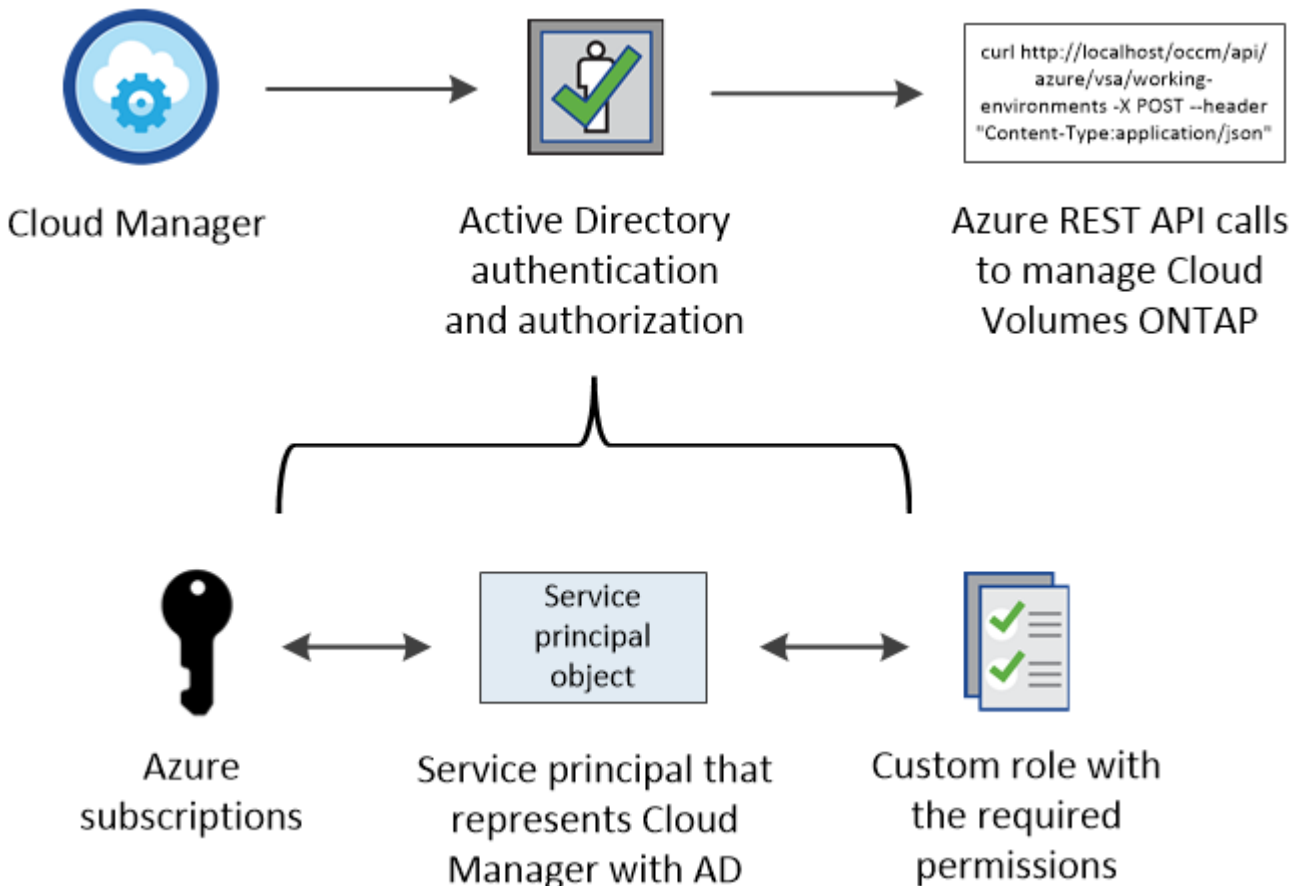 curl http://localhost/occm/api/
azure/vsa/working-
environments -X POST --header
"Content-Type:application/json"
Cloud Manager
Active Directory
authentication
and authorization
Azure REST API calls
to manage Cloud
Volumes ONTAP
Service
principal
object
Azure
subscriptions
Service principal that
represents Cloud
Manager with AD
Custom role with
the required
permissions